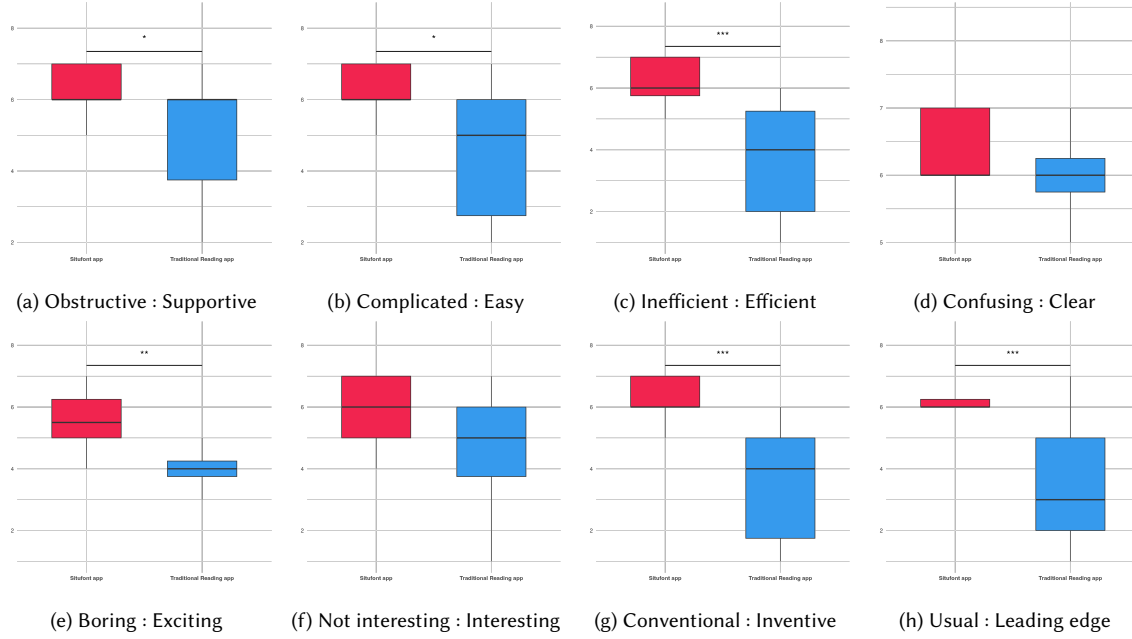 8
6
4
2
*
Situfont app
Traditional Reading app
(a) Obstructive : Supportive
8
6
4
2
*
Situfont app
Traditional Reading app
(b) Complicated : Easy
8
6
4
2
***
Situfont app
Traditional Reading app
(c) Inefficient : Efficient
8
7
6
5
Situfont app
Traditional Reading app
(d) Confusing : Clear
8
6
4
2
**
Situfont app
Traditional Reading app
(e) Boring : Exciting
8
6
4
2
Situfont app
Traditional Reading app
(f) Not interesting : Interesting
8
6
4
2
***
Situfont app
Traditional Reading app
(g) Conventional : Inventive
8
6
4
2
***
Situfont app
Traditional Reading app
(h) Usual : Leading edge